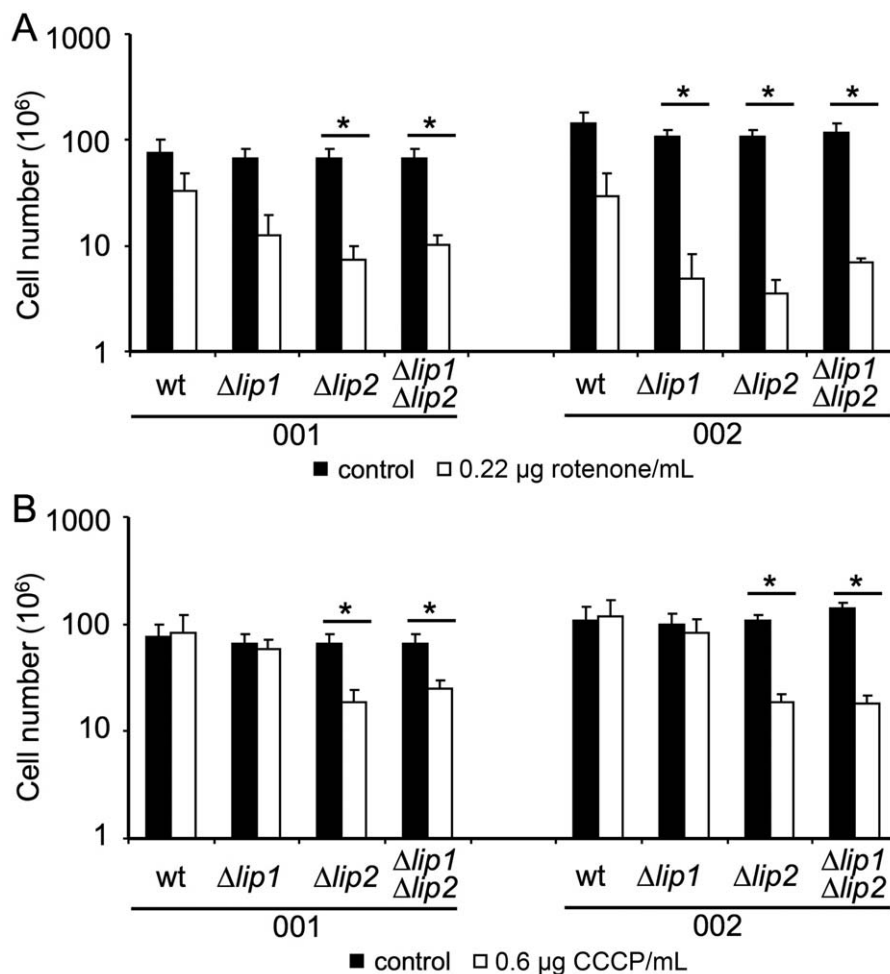 A
Cell number (10⁶)
1000
100
10
1
* * * * *
wt Δlip1 Δlip2 Δlip1 Δlip2 wt Δlip1 Δlip2 Δlip1 Δlip2
001 002
■ control □ 0.22 µg rotenone/mL
B
Cell number (10⁶)
1000
100
10
1
* * * *
wt Δlip1 Δlip2 Δlip1 Δlip2 wt Δlip1 Δlip2 Δlip1 Δlip2
001 002
■ control □ 0.6 µg CCCP/mL